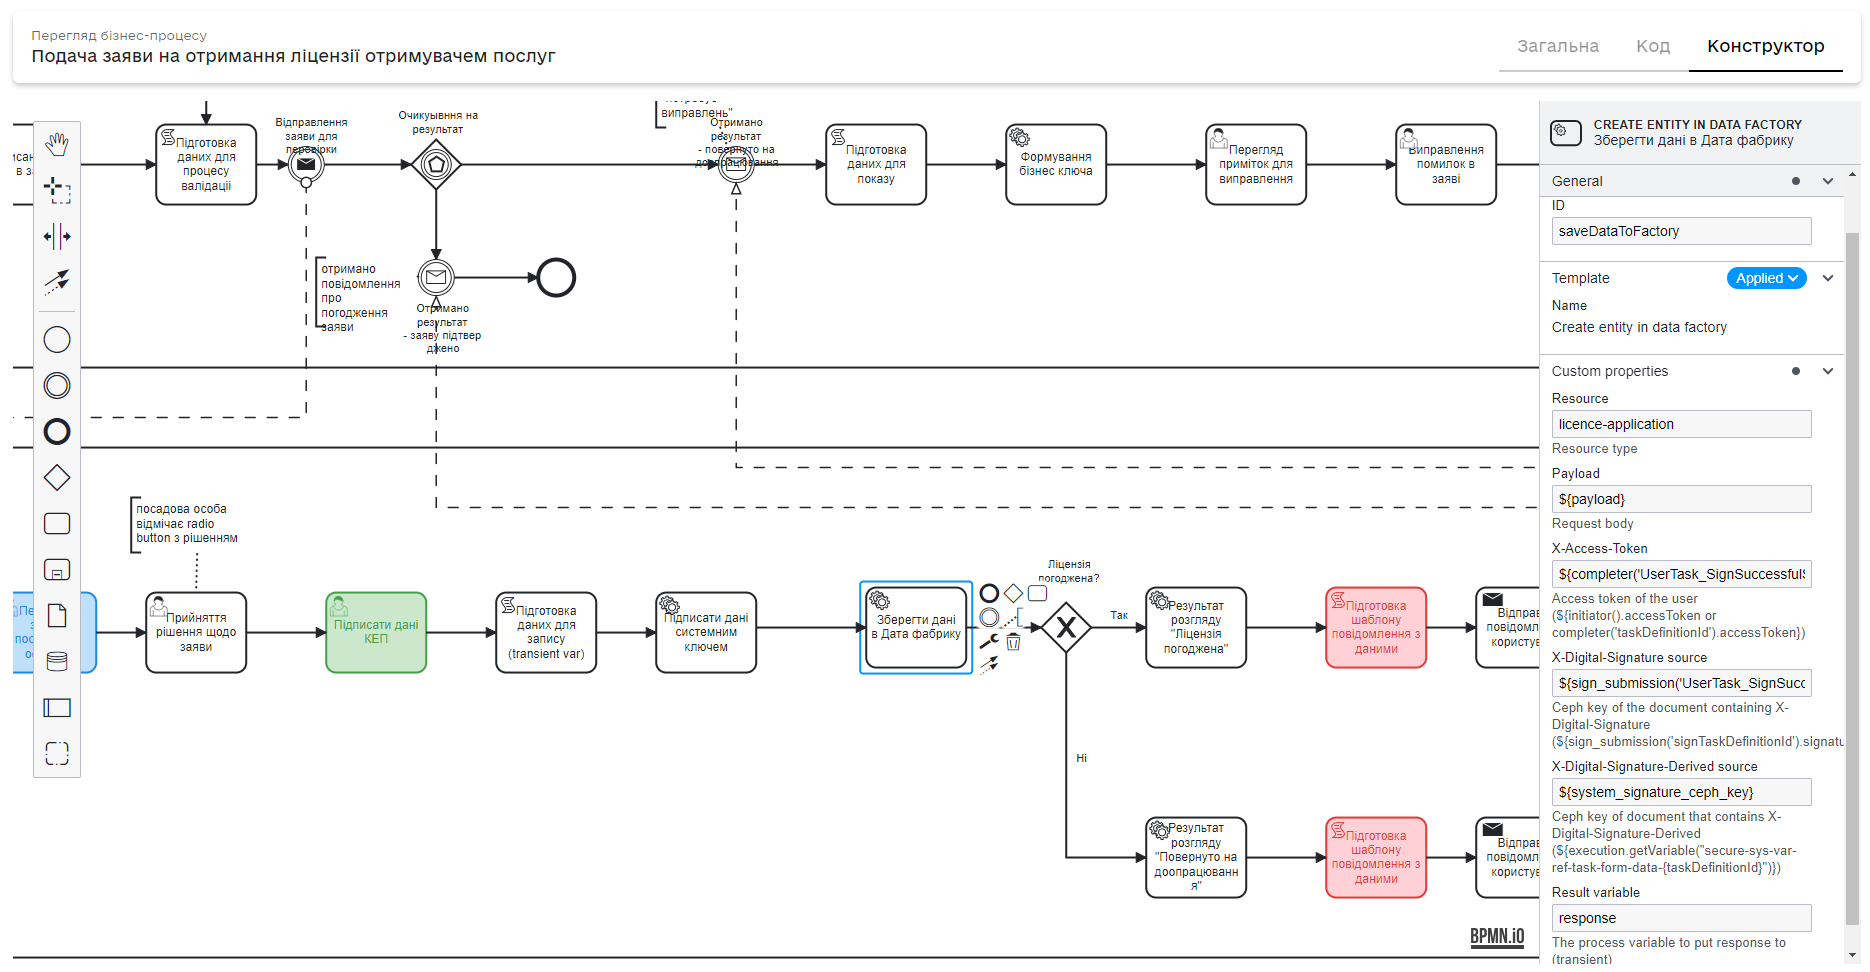 Перегляд бізнес-процесу
Подача заяви на отримання ліцензії отримувачем послуг
Загальна
Код
Конструктор
Підготовка
даних для
процесу
валідації
Відправлення
заяви для
перевірки
Очикуывння на
результат
виправлень"
Отримано
результат
- повернуто на
доопрацювання
Підготовка
даних для
показу
Формування
бізнес ключа
Перегляд
приміток для
виправлення
Виправлення
помилок в
заяві
отримано
повідомлення
про
погодження
заяви
Отримано
результат
- заяву підтвер
джено
посадова особа
відмічає radio
button з рішенням
Прийняття
рішення щодо
заяви
Підписати дані
КЕП
Підготовка
даних для
запису
(transient var)
Підписати дані
системним
ключем
Зберегти дані
в Дата фабрику
Ліцензія
погоджена?
Так
Ні
Результат
розгляду
"Ліцензія
погоджена"
Підготовка
шаблону
повідомлення з
даними
Відправ
повідомл
користув
Результат
розгляду
"Повернуто на
доопрацюванн
я"
Підготовка
шаблону
повідомлення з
даними
Відправ
повідомл
користув
BPMN.iO
CREATE ENTITY IN DATA FACTORY
Зберегти дані в Дата фабрику
General
ID
saveDataToFactory
Template
Applied
Name
Create entity in data factory
Custom properties
Resource
licence-application
Resource type
Payload
${payload}
Request body
X-Access-Token
${completer('UserTask_SignSuccessful
Access token of the user
(${initiator().accessToken or
completer('taskDefinitionId').accessToken})
X-Digital-Signature source
${sign_submission('UserTask_SignSucc
Ceph key of the document containing X-
Digital-Signature
(${sign_submission('signTaskDefinitionId').signatu
X-Digital-Signature-Derived source
${system_signature_ceph_key}
Ceph key of document that contains X-
Digital-Signature-Derived
(${execution.getVariable("secure-sys-var-
ref-task-form-data-{taskDefinitionId}")})
Result variable
response
The process variable to put response to
(transient)